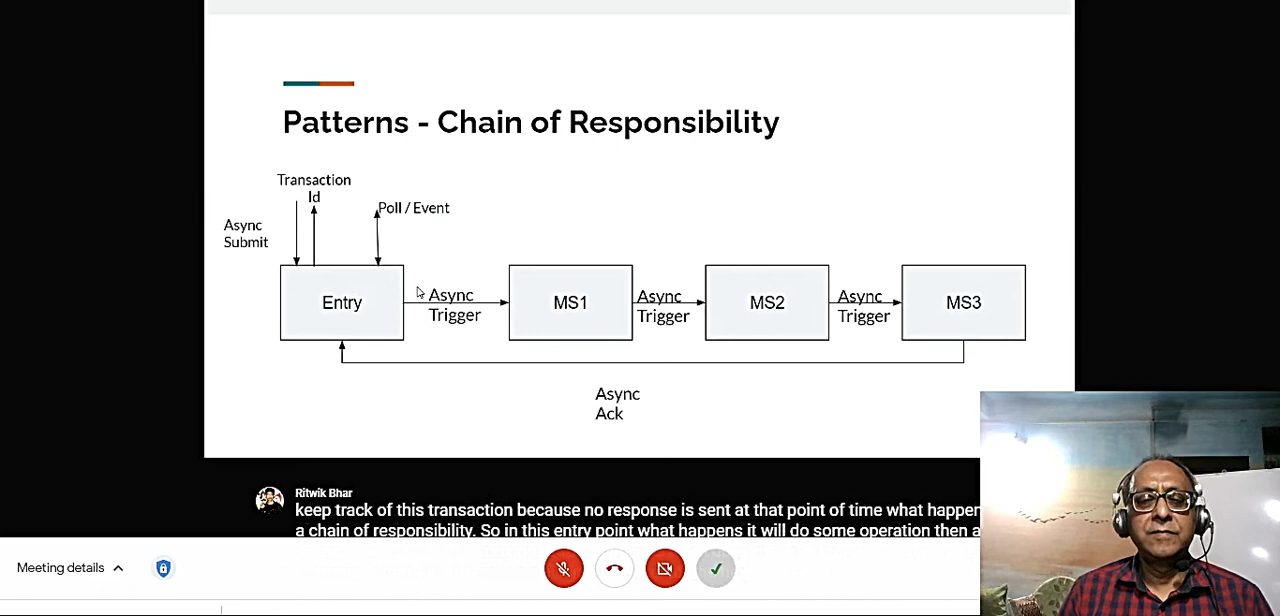 Patterns - Chain of Responsibility
Transaction
Id
Poll / Event
Async
Submit
Entry
Async
Trigger
MS1
Async
Trigger
MS2
Async
Trigger
MS3
Async
Ack
Ritwik Bhar
keep track of this transaction because no response is sent at that point of time what happen
a chain of responsibility. So in this entry point what happens it will do some operation then a
Meeting details